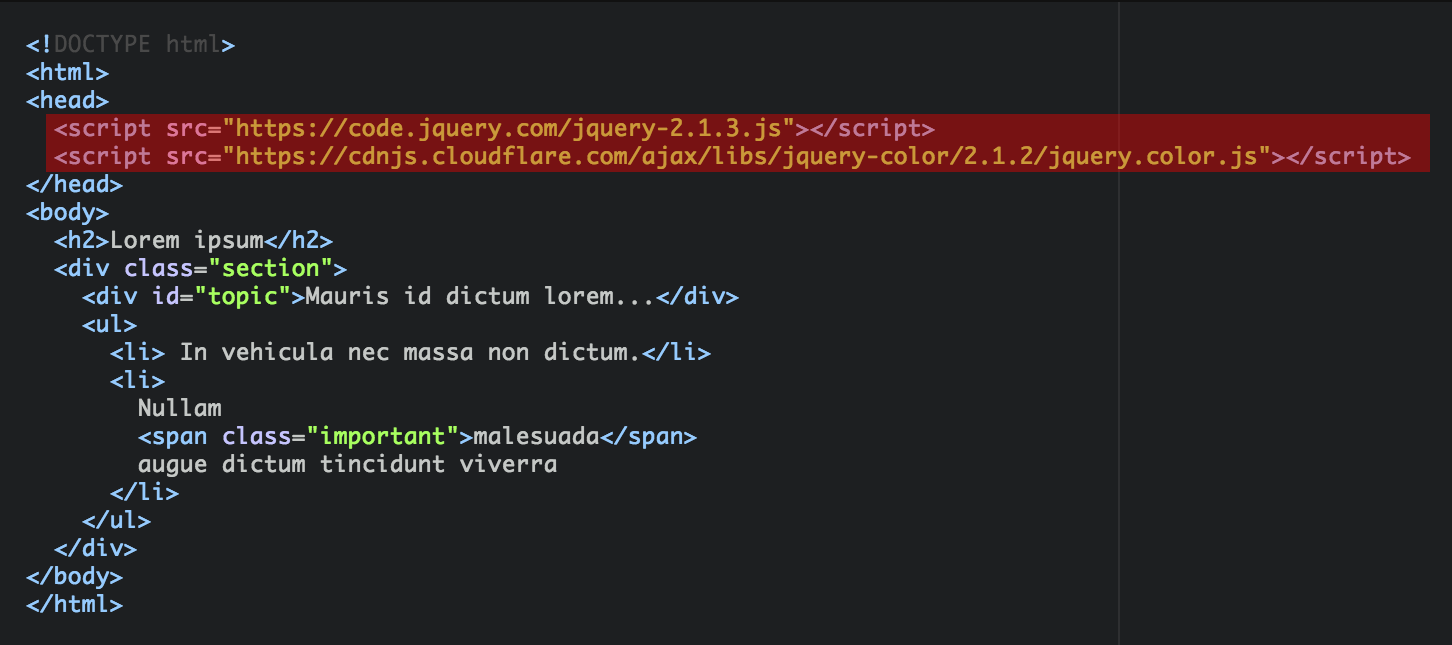 <!DOCTYPE html>
<html>
<head>
  <script src="https://code.jquery.com/jquery-2.1.3.js"></script>
  <script src="https://cdnjs.cloudflare.com/ajax/libs/jquery-color/2.1.2/jquery.color.js"></script>
</head>
<body>
  <h2>Lorem ipsum</h2>
  <div class="section">
    <div id="topic">Mauris id dictum lorem...</div>
    <ul>
      <li> In vehicula nec massa non dictum.</li>
      <li>
        Nullam
        <span class="important">malesuada</span>
        augue dictum tincidunt viverra
      </li>
    </ul>
  </div>
</body>
</html>